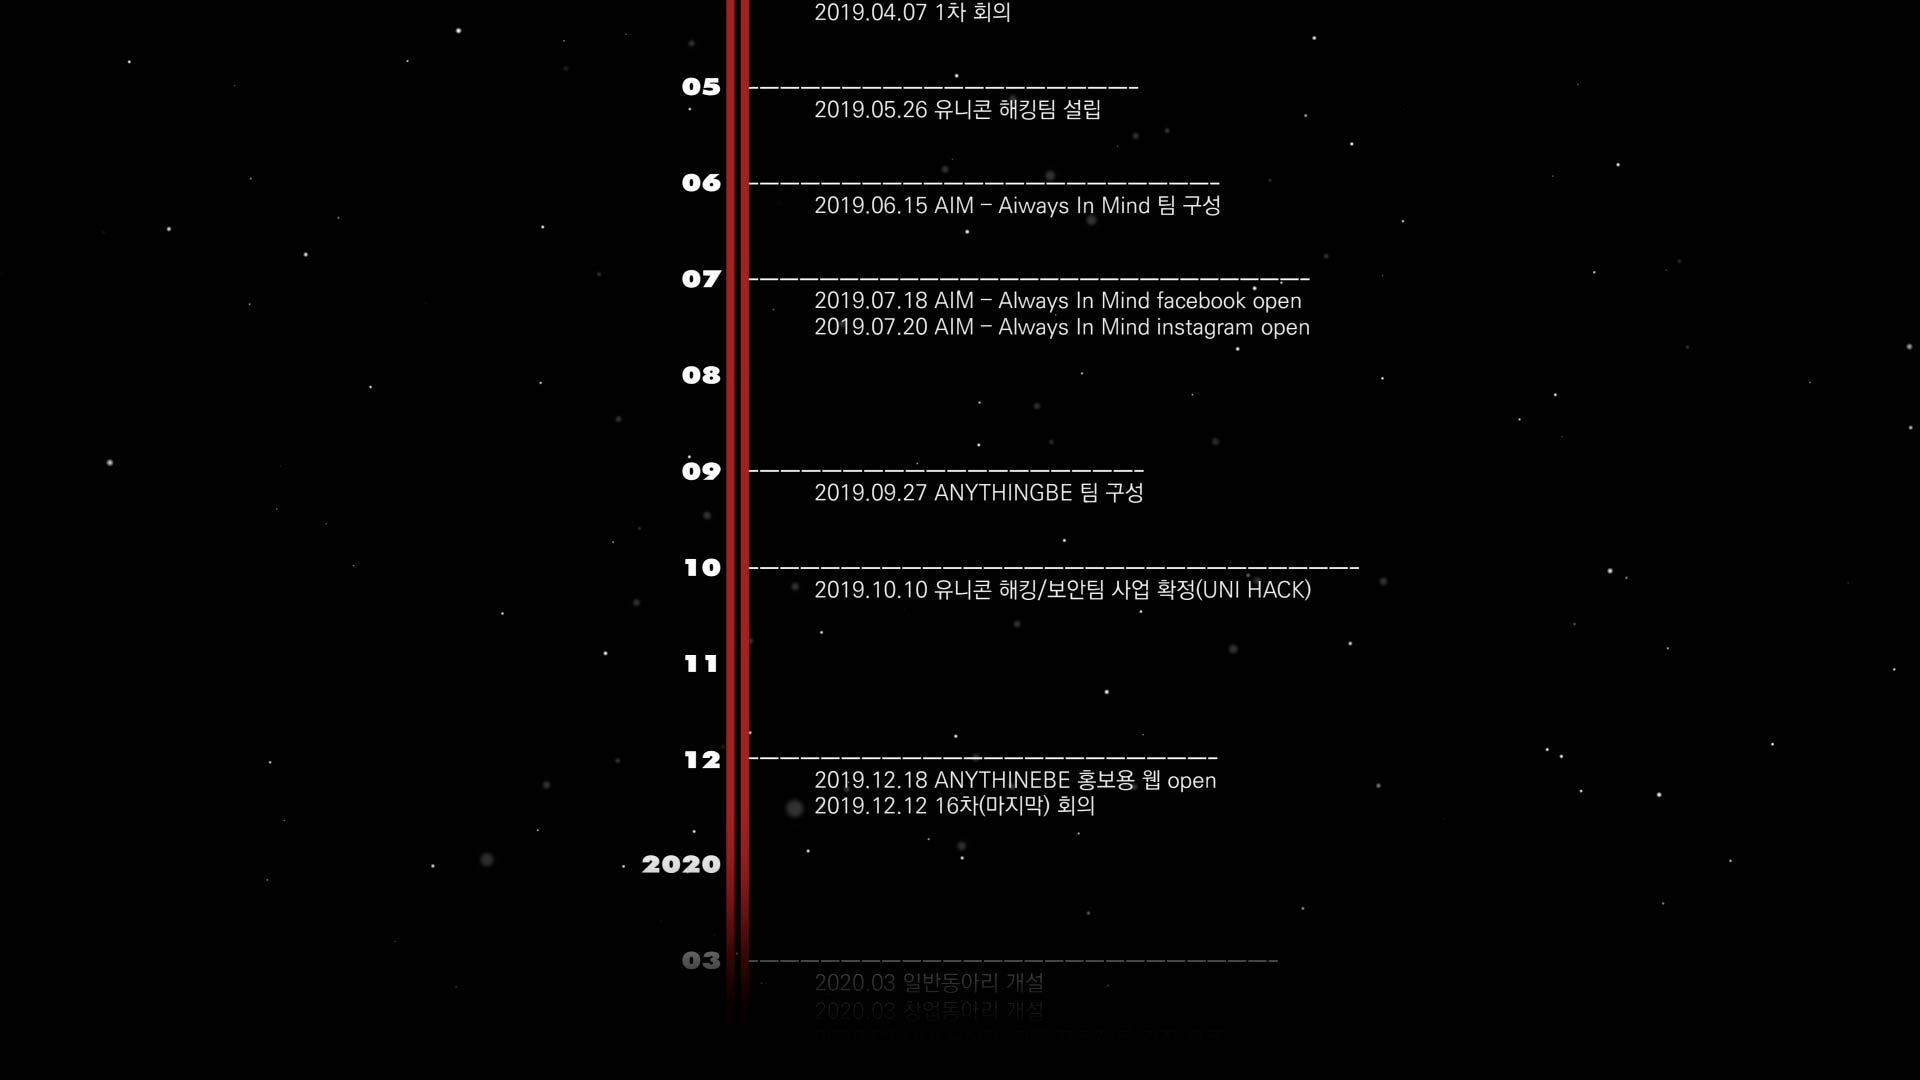 2019.04.07 1차 회의
05
2019.05.26 유니콘 해킹팀 설립
06
2019.06.15 AIM - Aiways In Mind 팀 구성
07
2019.07.18 AIM - Always In Mind facebook open
2019.07.20 AIM - Always In Mind instagram open
08
09
2019.09.27 ANYTHINGBE 팀 구성
10
2019.10.10 유니콘 해킹/보안팀 사업 확정(UNI HACK)
11
12
2019.12.18 ANYTHINEBE 홍보용 웹 open
2019.12.12 16차(마지막) 회의
2020
03
2020.03 일반동아리 개설
2020.03 창업동아리 개설